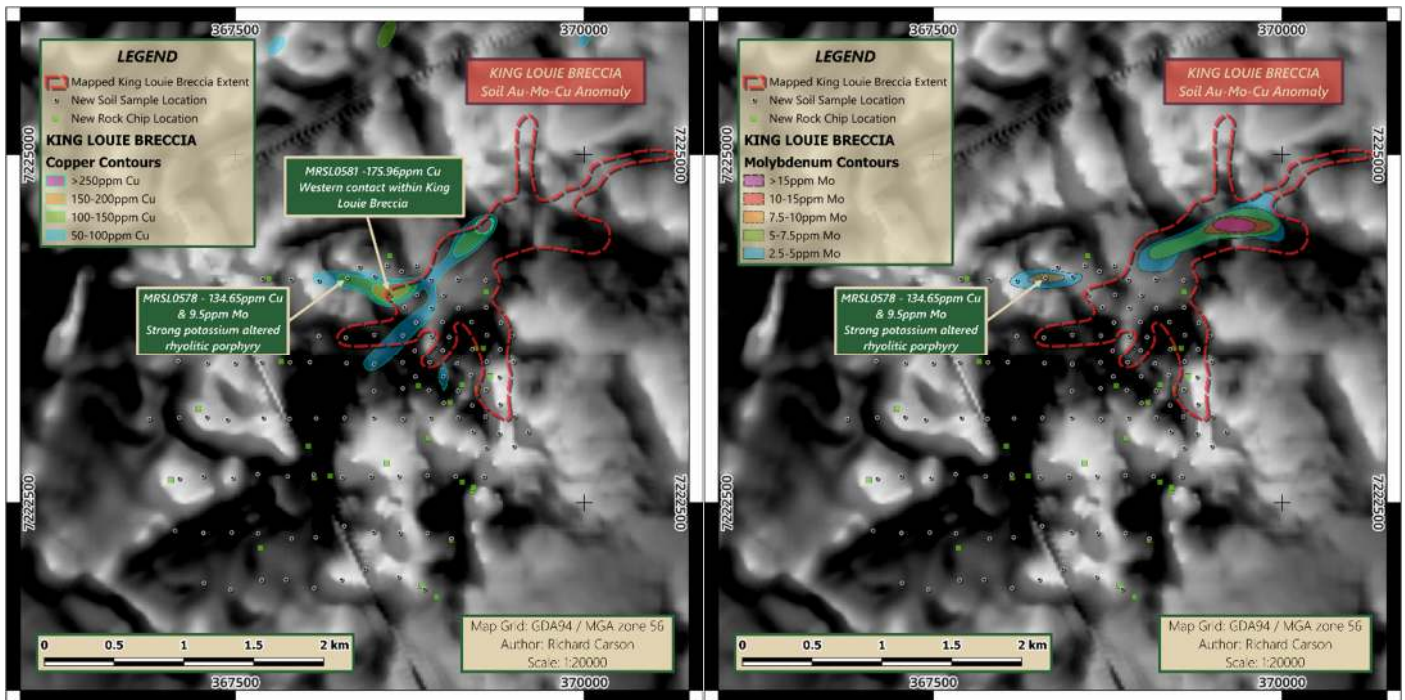 367500
370000
LEGEND
Mapped King Louie Breccia Extent
New Soil Sample Location
New Rock Chip Location
KING LOUIE BRECCIA
Copper Contours
>250ppm Cu
150-200ppm Cu
100-150ppm Cu
50-100ppm Cu
KING LOUIE BRECCIA
Soil Au-Mo-Cu Anomaly
7225000
7225000
MRSL0581 -175.96ppm Cu
Western contact within King
Louie Breccia
MRSL0578 - 134.65ppm Cu
& 9.5ppm Mo
Strong potassium altered
rhyolitic porphyry
7222500
7222500
0 0.5 1 1.5 2 km
Map Grid: GDA94 / MGA zone 56
Author: Richard Carson
Scale: 1:20000
367500
370000
367500
370000
LEGEND
Mapped King Louie Breccia Extent
New Soil Sample Location
New Rock Chip Location
KING LOUIE BRECCIA
Molybdenum Contours
>15ppm Mo
10-15ppm Mo
7.5-10ppm Mo
5-7.5ppm Mo
2.5-5ppm Mo
KING LOUIE BRECCIA
Soil Au-Mo-Cu Anomaly
7225000
7225000
MRSL0578 - 134.65ppm Cu
& 9.5ppm Mo
Strong potassium altered
rhyolitic porphyry
7222500
7222500
0 0.5 1 1.5 2 km
Map Grid: GDA94 / MGA zone 56
Author: Richard Carson
Scale: 1:20000
367500
370000